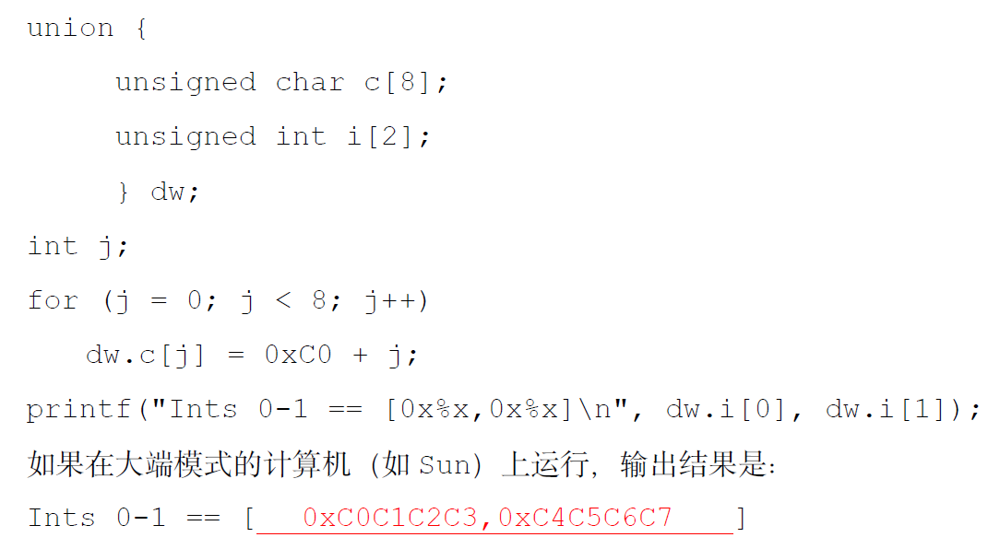 union {
unsigned char c[8];
unsigned int i[2];
} dw;
int j;
for (j = 0; j < 8; j++)
dw.c[j] = 0xC0 + j;
printf("Ints 0-1 == [0x%x,0x%x]\n", dw.i[0], dw.i[1]);
如果在大端模式的计算机（如 Sun）上运行，输出结果是：
Ints 0-1 == [ 0xC0C1C2C3,0xC4C5C6C7 ]